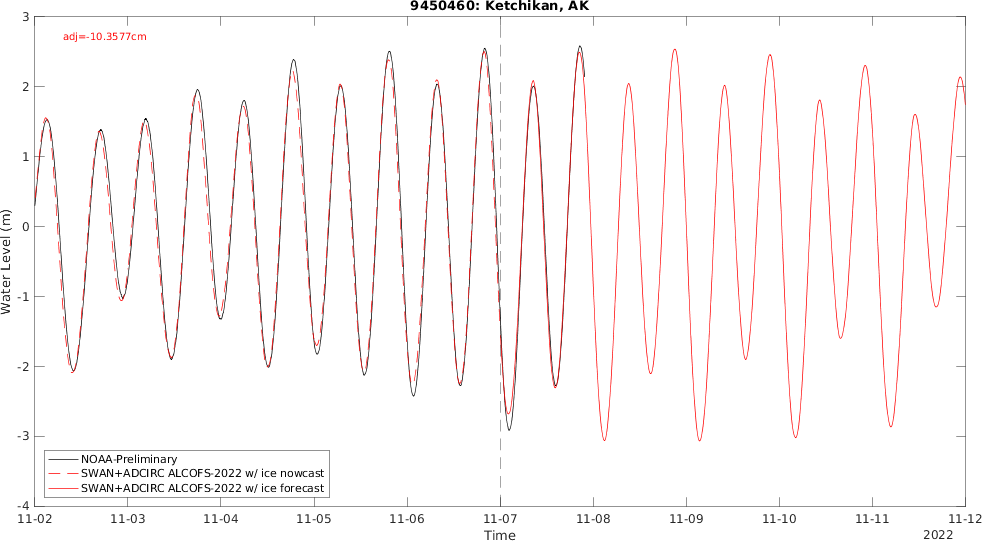 9450460: Ketchikan, AK
adj=-10.3577cm
3
2
1
0
-1
-2
-3
-4
Water Level (m)
NOAA-Preliminary
SWAN+ADCIRC ALCOFS-2022 w/ ice nowcast
SWAN+ADCIRC ALCOFS-2022 w/ ice forecast
11-02 11-03 11-04 11-05 11-06 11-07 11-08 11-09 11-10 11-11 11-12
Time
2022